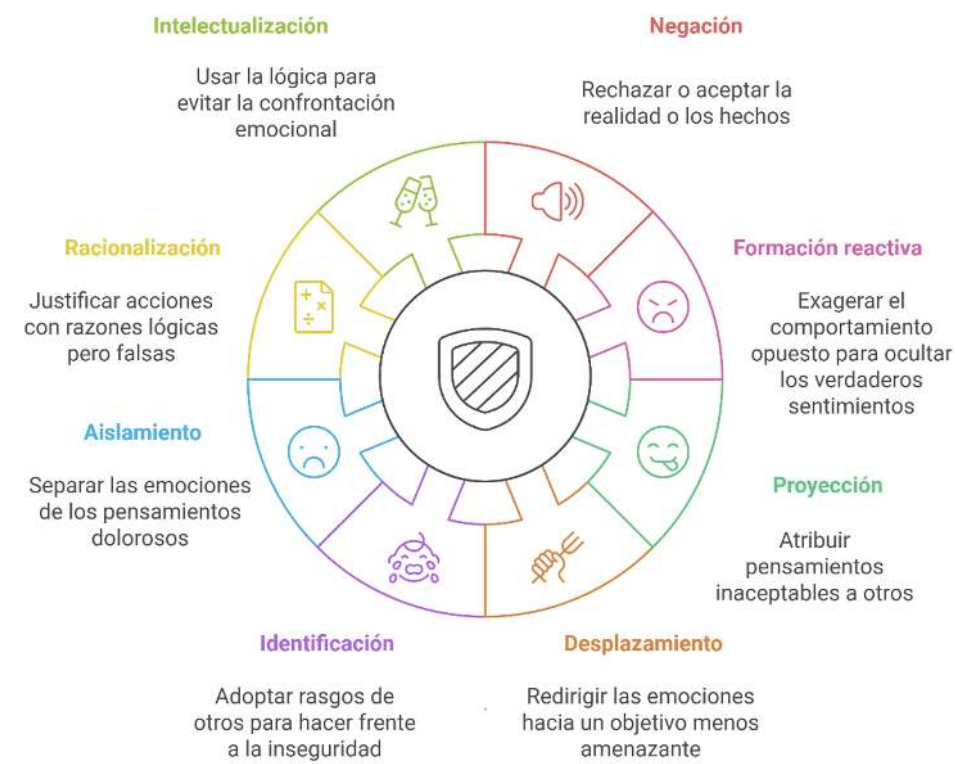 Intelectualización
Usar la lógica para
evitar la confrontación
emocional
Negación
Rechazar o aceptar la
realidad o los hechos
Racionalización
Justificar acciones
con razones lógicas
pero falsas
Formación reactiva
Exagerar el
comportamiento
opuesto para ocultar
los verdaderos
sentimientos
Aislamiento
Separar las emociones
de los pensamientos
dolorosos
Proyección
Atribuir
pensamientos
inaceptables a otros
Identificación
Adoptar rasgos de
otros para hacer frente
a la inseguridad
Desplazamiento
Redirigir las emociones
hacia un objetivo menos
amenazante